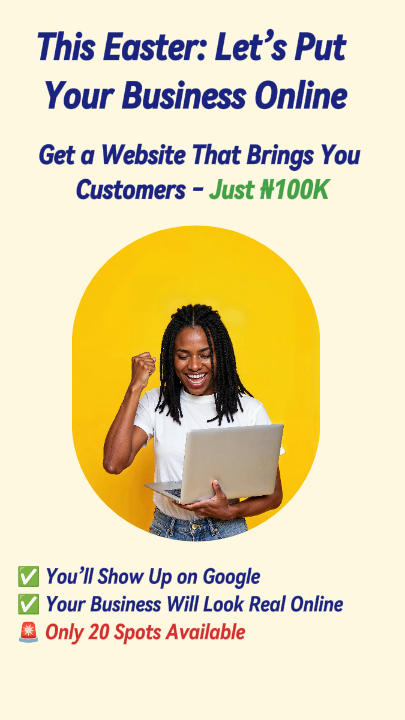 This Easter: Let's Put
Your Business Online
Get a Website That Brings You
Customers – Just ₦100K
✅ You'll Show Up on Google
✅ Your Business Will Look Real Online
🚨 Only 20 Spots Available